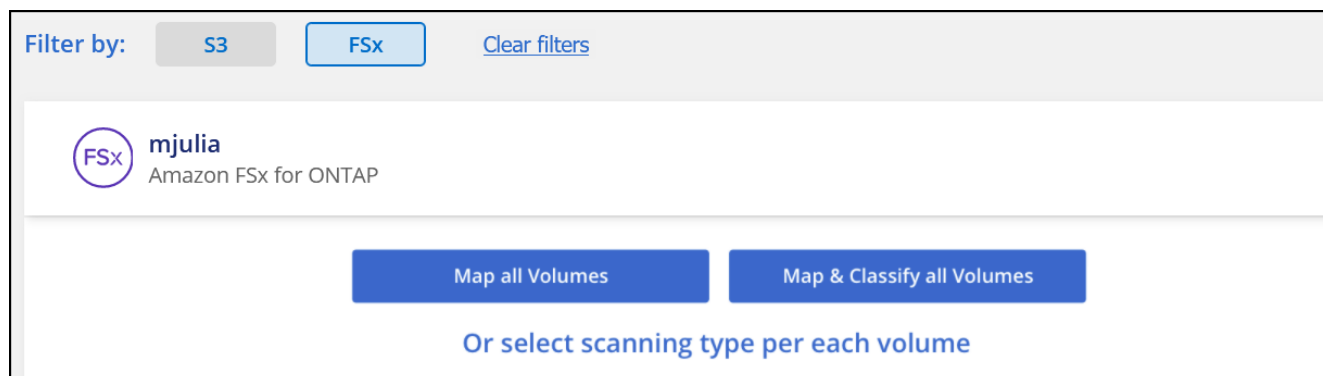 Filter by: S3 FSx Clear filters
FSx
mjulia
Amazon FSx for ONTAP
Map all Volumes Map & Classify all Volumes
Or select scanning type per each volume